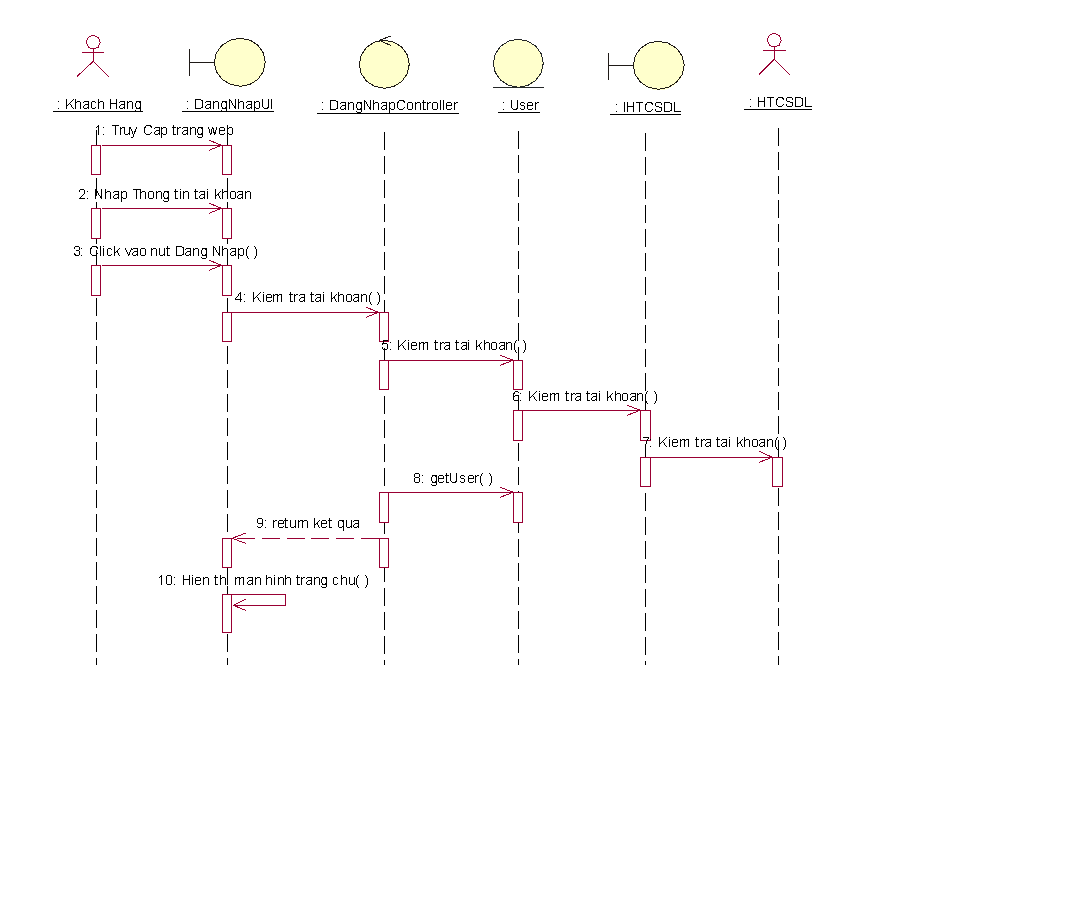 : Khach Hang
: DangNhapUI
: DangNhapController
: User
: IHTCSDL
: HTCSDL
1: Truy Cap trang web
2: Nhap Thong tin tai khoan
3: Click vao nut Dang Nhap( )
4: Kiem tra tai khoan( )
5: Kiem tra tai khoan( )
6: Kiem tra tai khoan( )
7: Kiem tra tai khoan( )
8: getUser( )
9: return ket qua
10: Hien thi man hinh trang chu( )